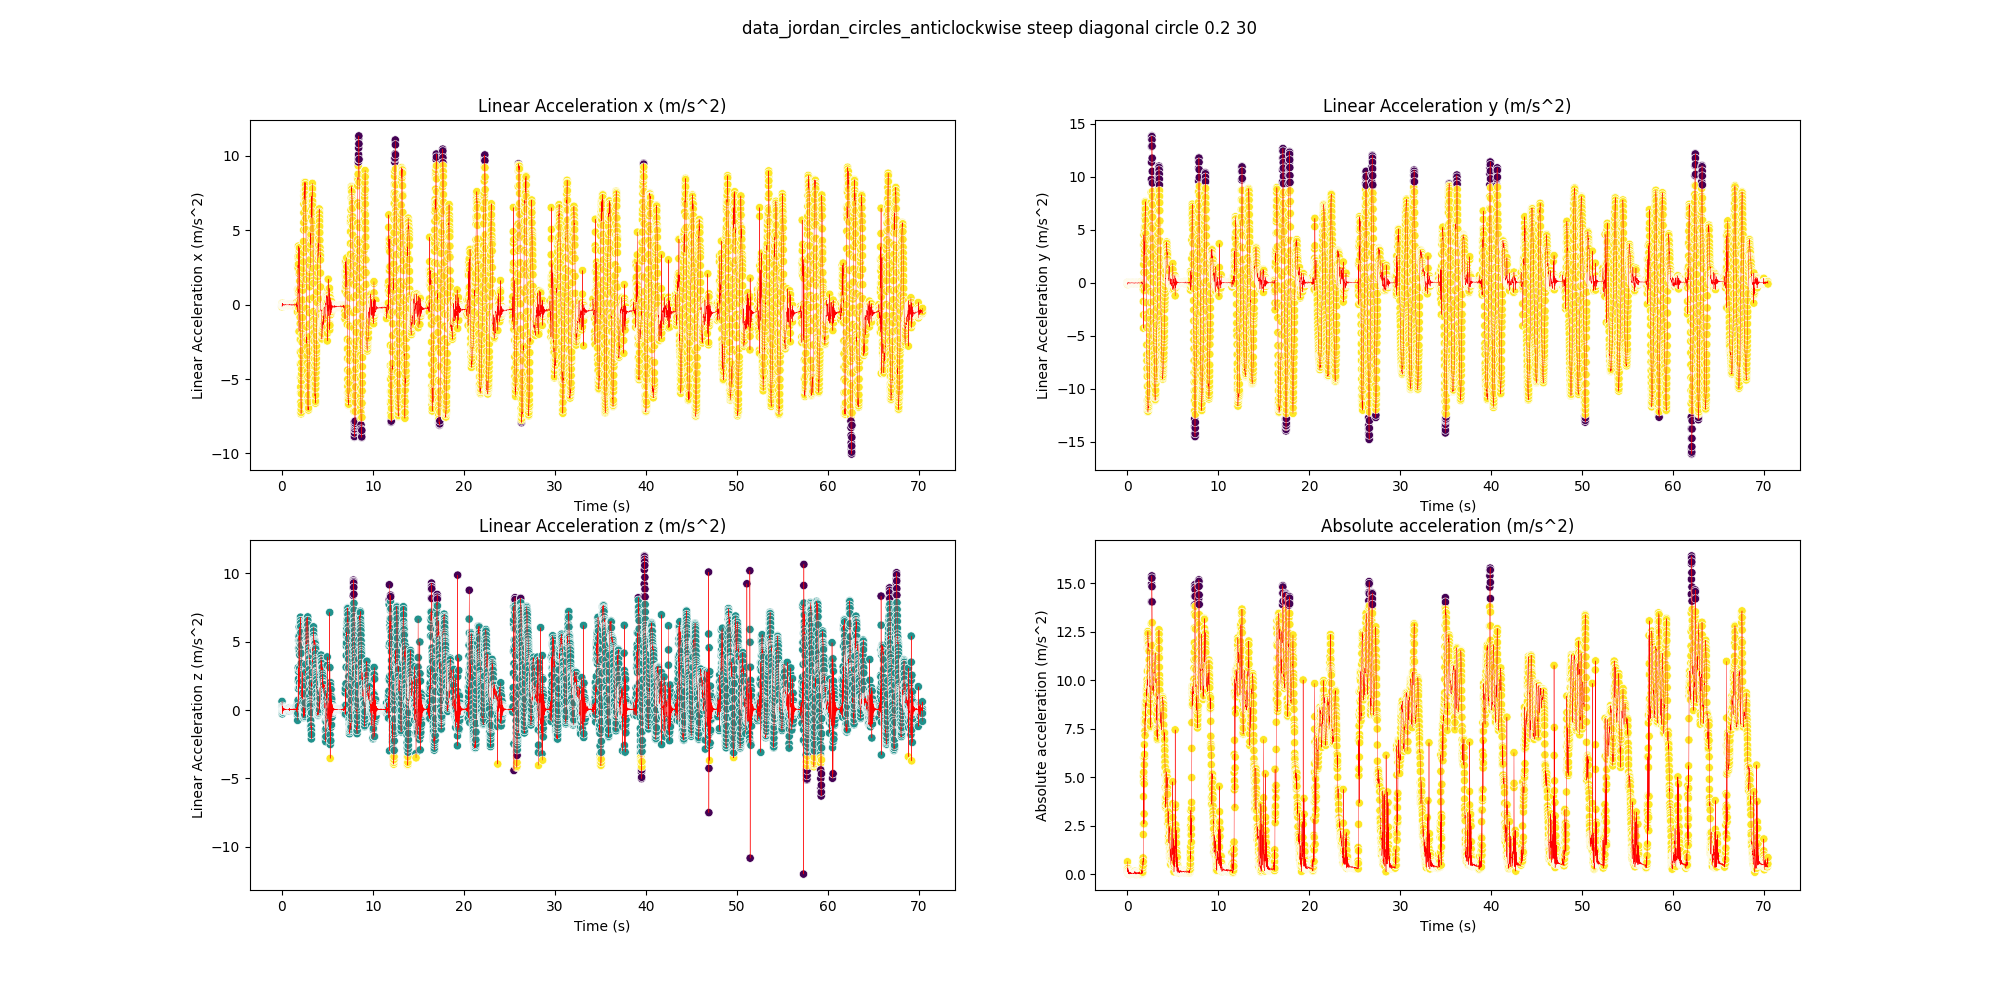 data_jordan_circles_anticlockwise steep diagonal circle 0.2 30
Linear Acceleration x (m/s^2)
Linear Acceleration x (m/s^2)
10
5
0
−5
−10
0 10 20 30 40 50 60 70
Time (s)
Linear Acceleration y (m/s^2)
Linear Acceleration y (m/s^2)
15
10
5
0
−5
−10
−15
0 10 20 30 40 50 60 70
Time (s)
Linear Acceleration z (m/s^2)
Linear Acceleration z (m/s^2)
10
5
0
−5
−10
0 10 20 30 40 50 60 70
Time (s)
Absolute acceleration (m/s^2)
Absolute acceleration (m/s^2)
15.0
12.5
10.0
7.5
5.0
2.5
0.0
0 10 20 30 40 50 60 70
Time (s)